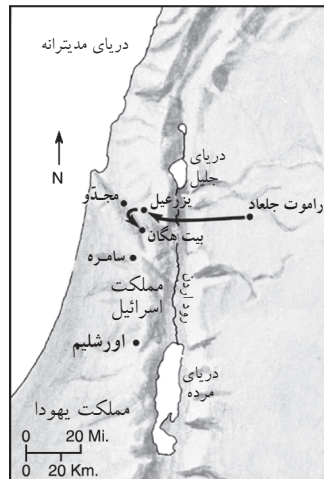 دریای مدیترانه
N
دریای
جلیل
راموت جلعاد
مجدّو
یزرعیل
بیت هگان
سامره
مملکت
اسرائیل
رود اردن
اورشلیم
دریای
مرده
مملکت یهودا
0 20 Mi.
0 20 Km.